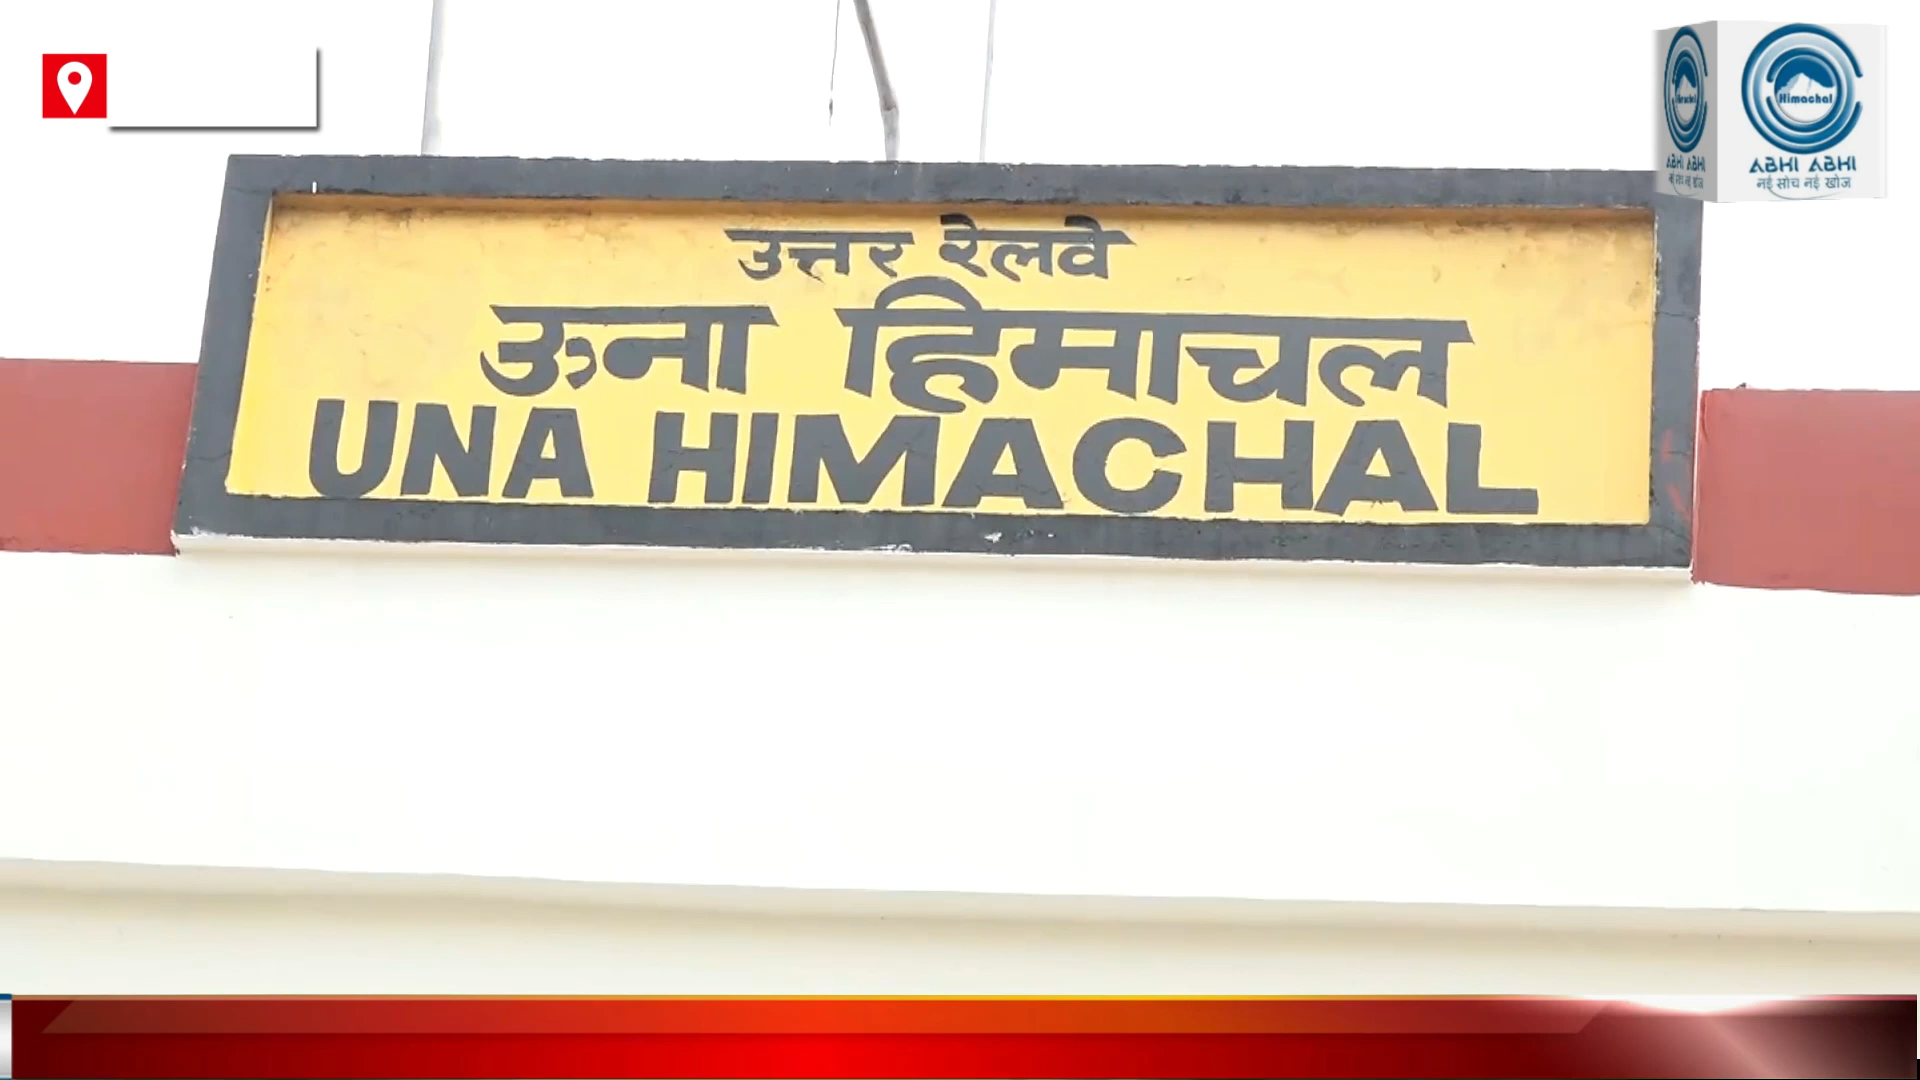 उत्तर रेलवे
ऊना हिमाचल
UNA HIMACHAL
Himachal
ABHI ABHI
नई सोच नई खोज